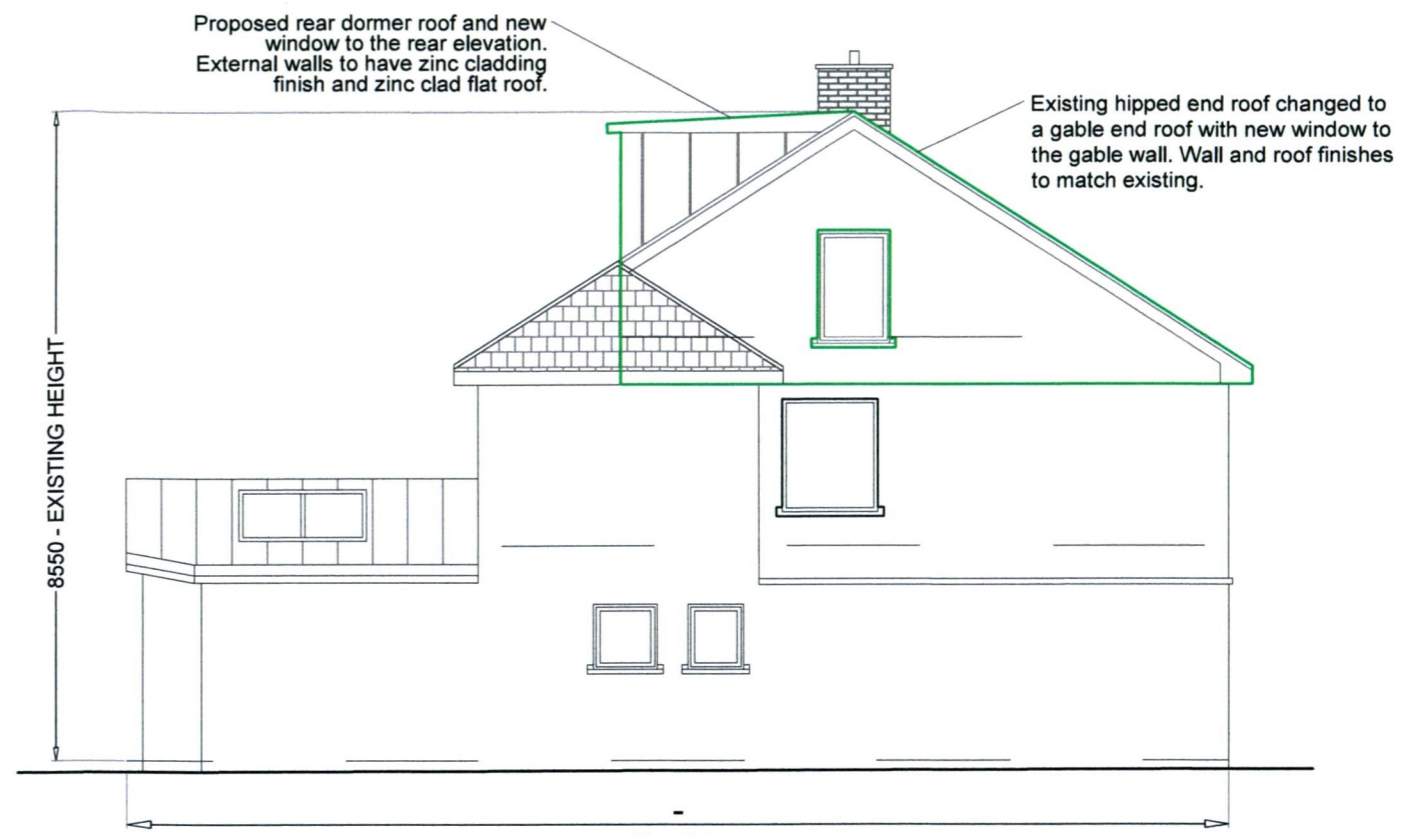 Proposed rear dormer roof and new
window to the rear elevation.
External walls to have zinc cladding
finish and zinc clad flat roof.
Existing hipped end roof changed to
a gable end roof with new window to
the gable wall. Wall and roof finishes
to match existing.
8550 - EXISTING HEIGHT
-